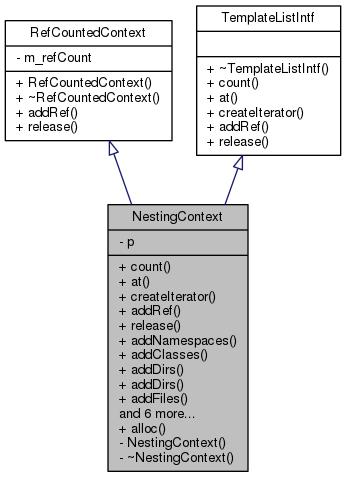 RefCountedContext
- m_refCount
+ RefCountedContext()
+ ~RefCountedContext()
+ addRef()
+ release()
TemplateListIntf
+ ~TemplateListIntf()
+ count()
+ at()
+ createIterator()
+ addRef()
+ release()
NestingContext
- p
+ count()
+ at()
+ createIterator()
+ addRef()
+ release()
+ addNamespaces()
+ addClasses()
+ addDirs()
+ addDirs()
+ addFiles()
and 6 more...
+ alloc()
- NestingContext()
- ~NestingContext()